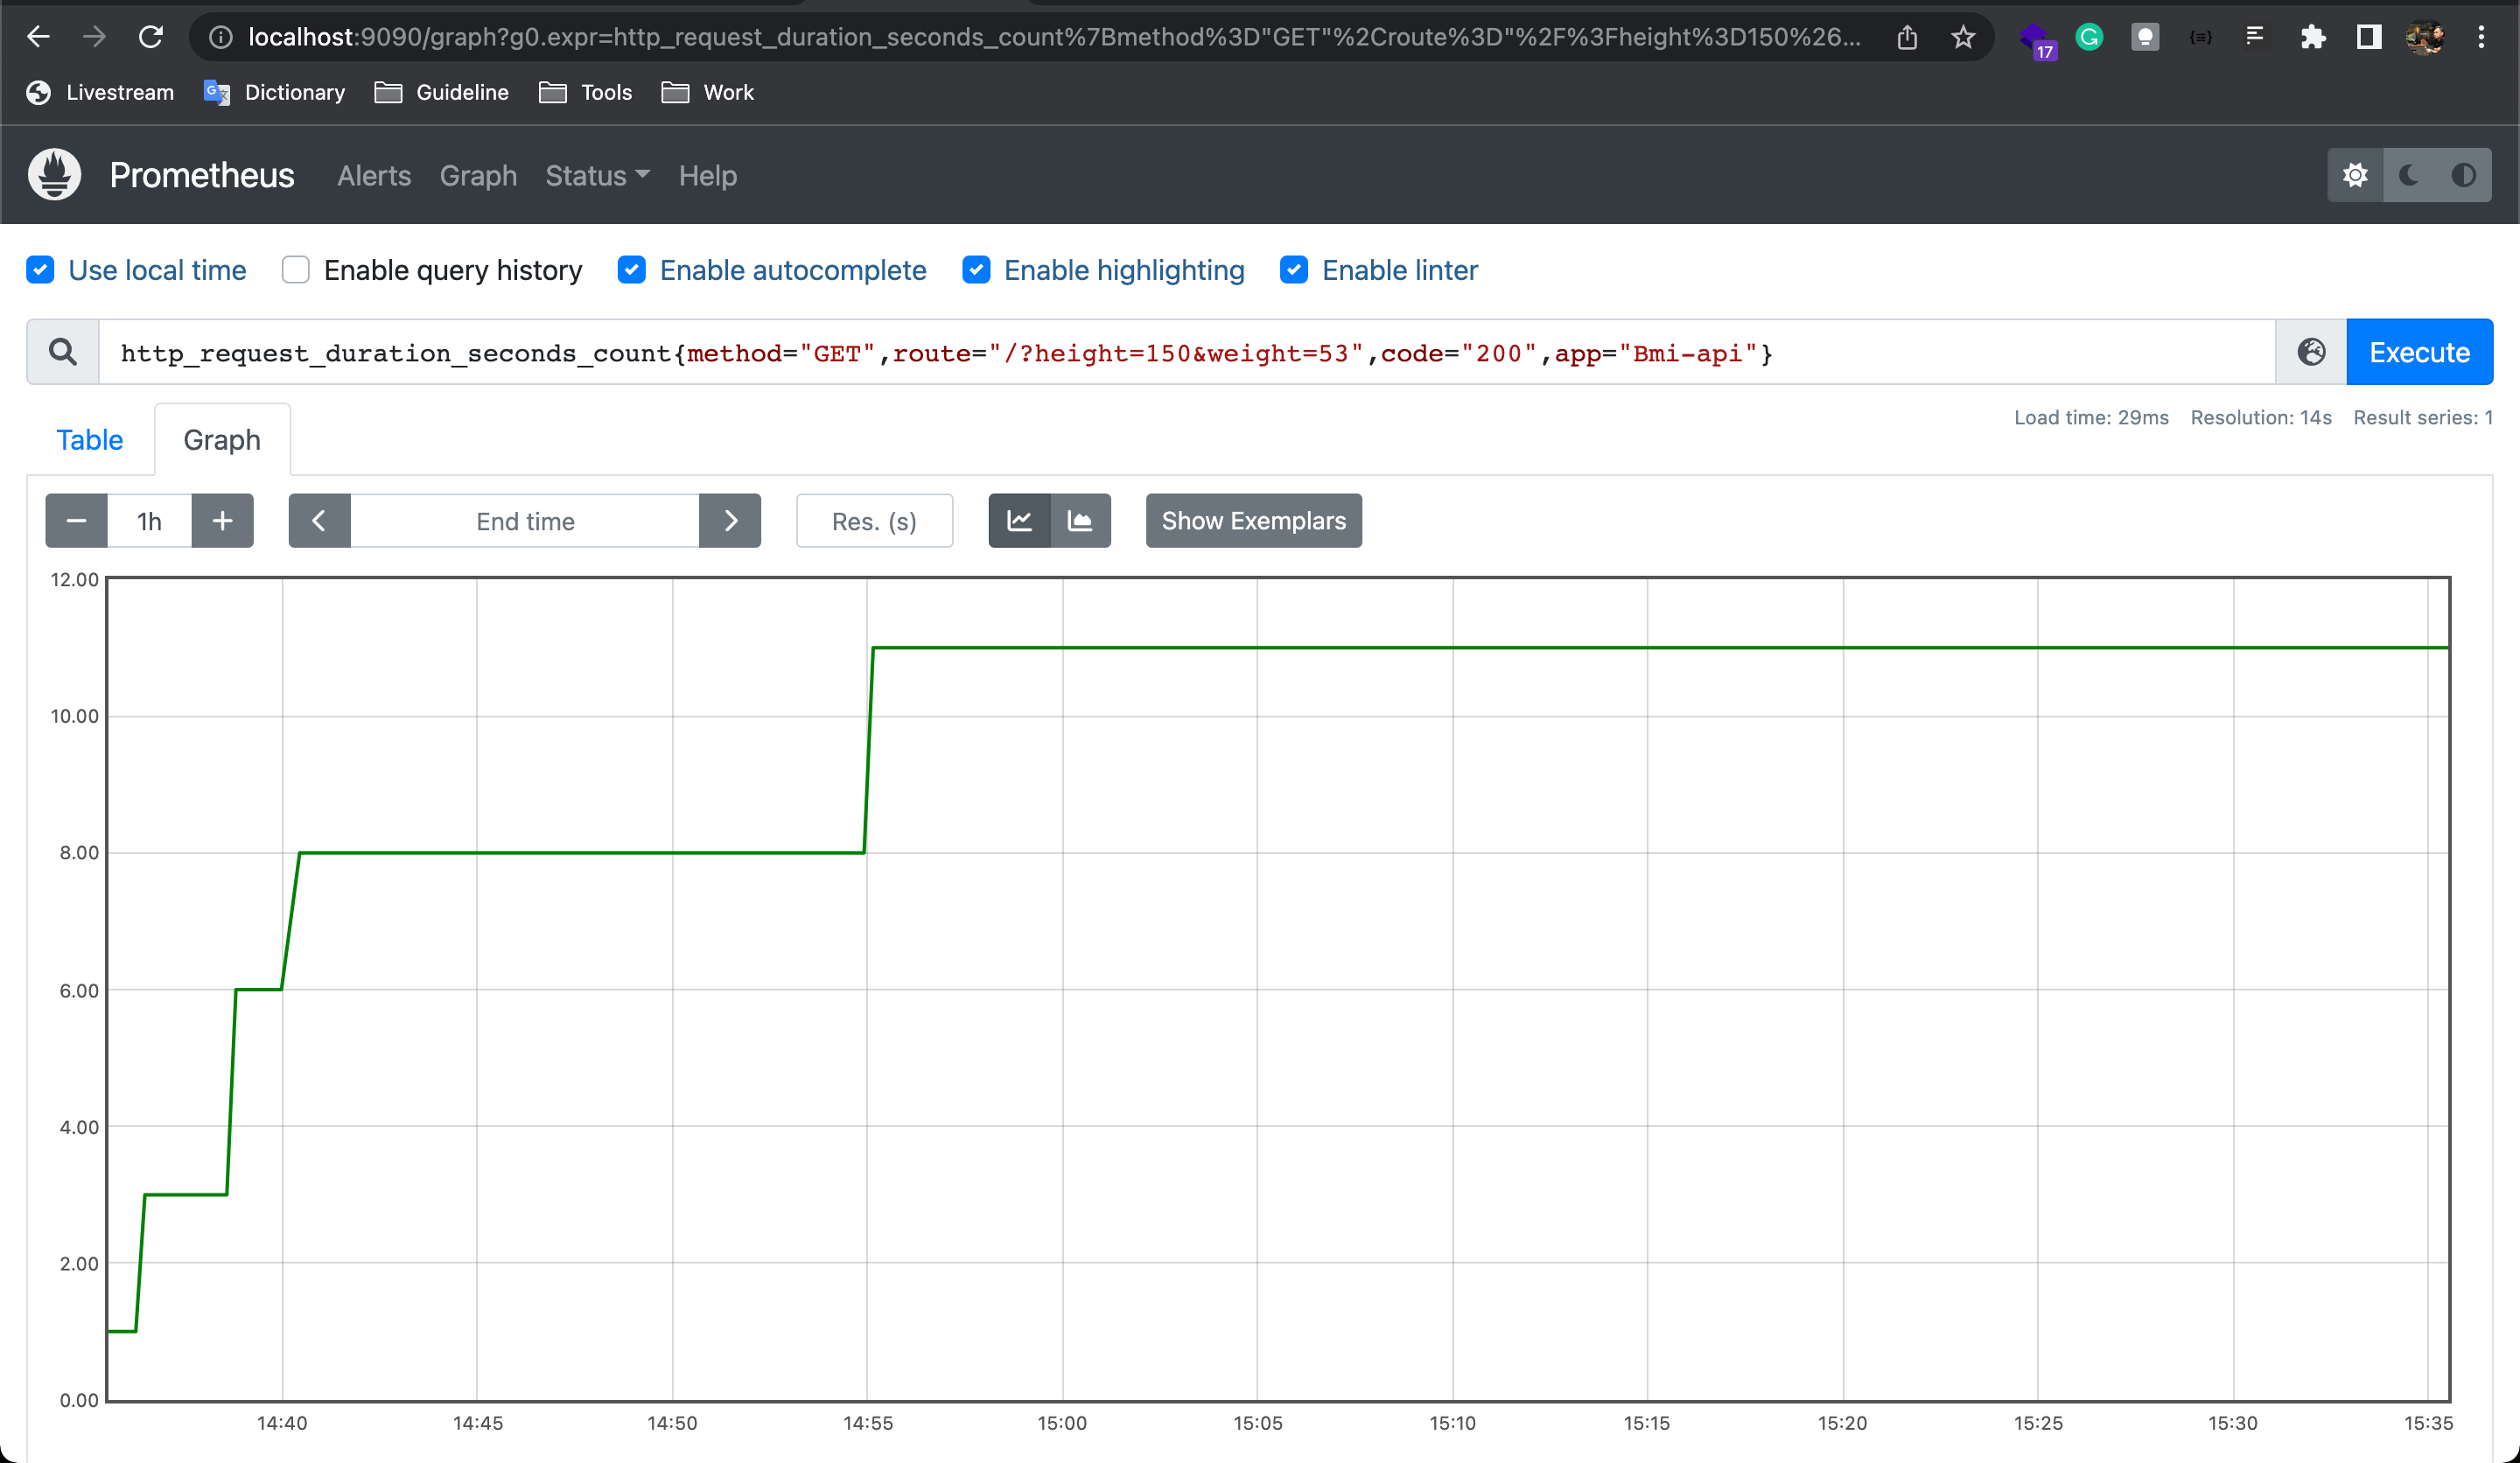 localhost:9090/graph?g0.expr=http_request_duration_seconds_count%7Bmethod%3D"GET"%2Croute%3D"%2F%3Fheight%3D150%26...
17
Livestream Dictionary Guideline Tools Work
Prometheus Alerts Graph Status Help
Use local time Enable query history Enable autocomplete Enable highlighting Enable linter
http_request_duration_seconds_count{method="GET",route="/?height=150&weight=53",code="200",app="Bmi-api"} Execute
Load time: 29ms Resolution: 14s Result series: 1
Table Graph
1h End time Res. (s) Show Exemplars
12.00
10.00
8.00
6.00
4.00
2.00
0.00
14:40 14:45 14:50 14:55 15:00 15:05 15:10 15:15 15:20 15:25 15:30 15:35